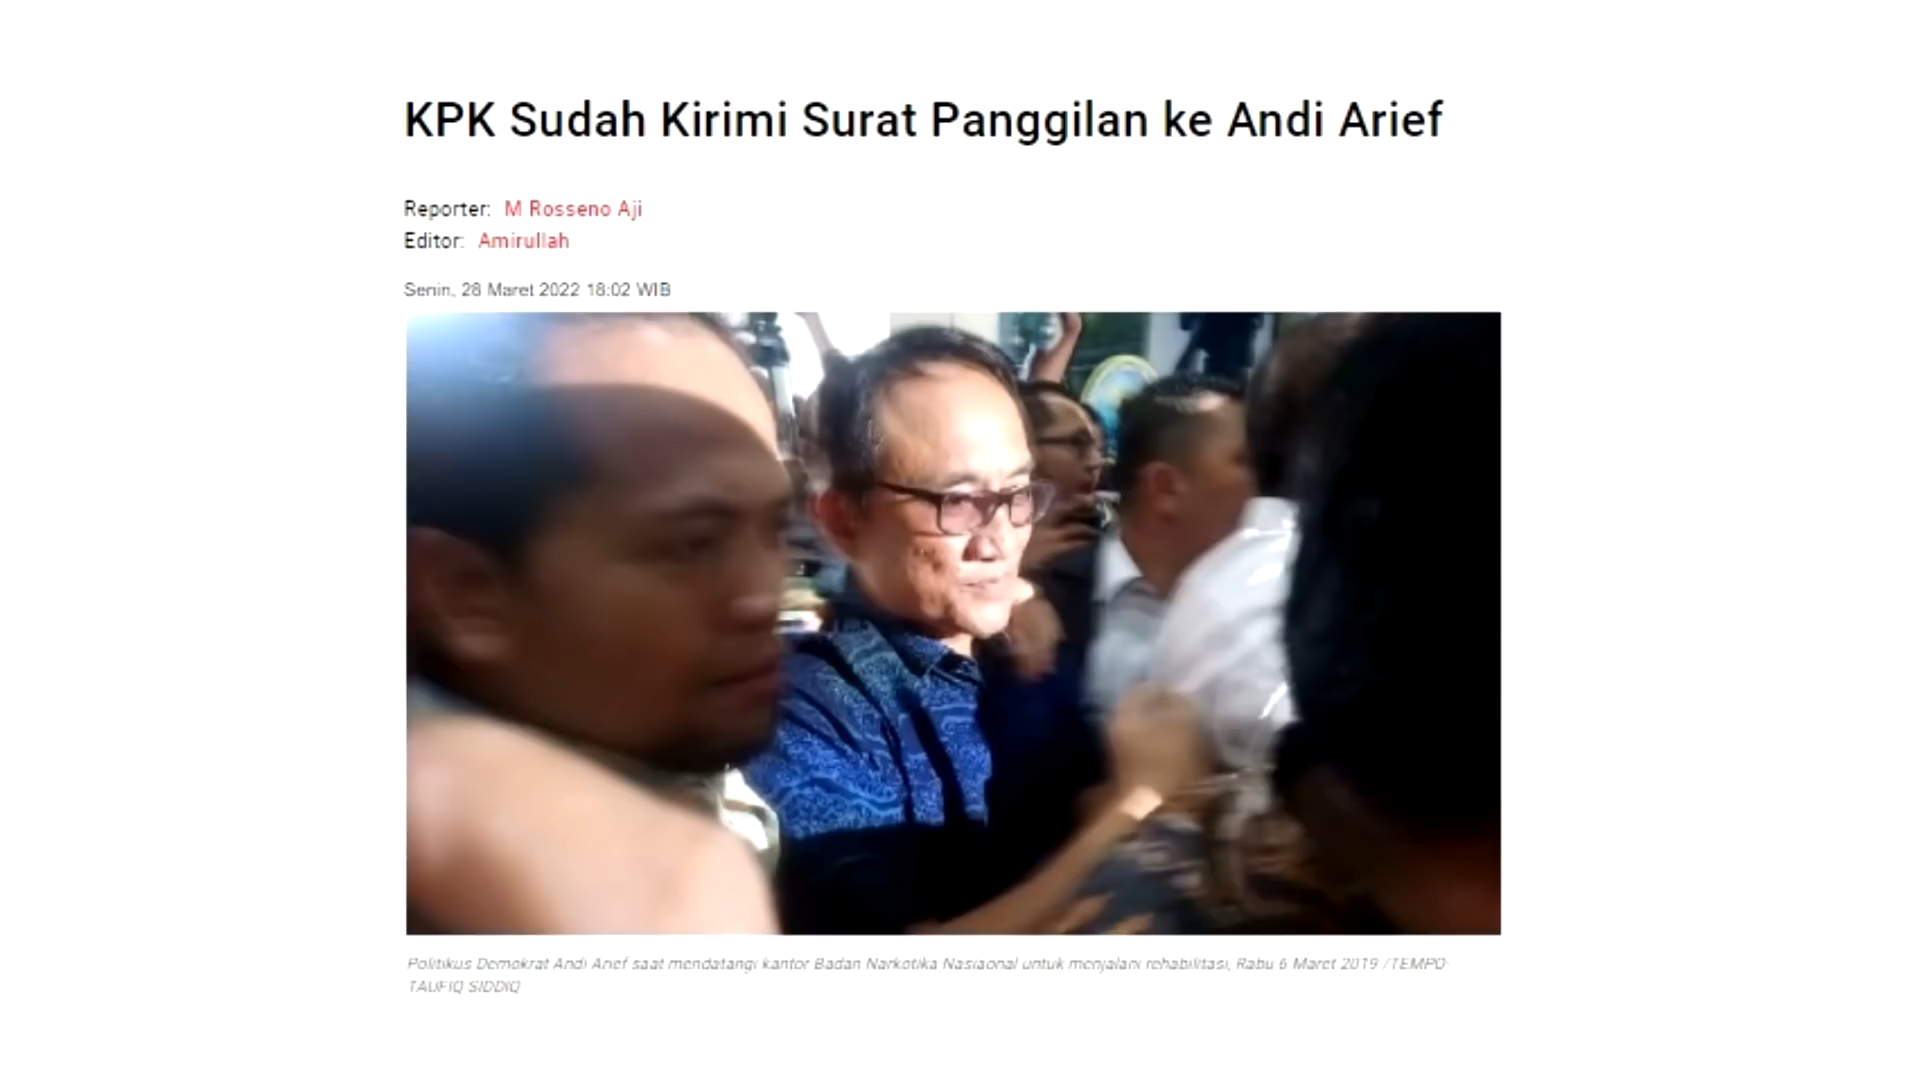 KPK Sudah Kirimi Surat Panggilan ke Andi Arief
Reporter: M Rosseno Aji
Editor: Amirullah
Senin, 28 Maret 2022 18:02 WIB
Politikus Demokrat Andi Arief saat mendatangi kantor Badan Narkotika Nasiaonal untuk menjalani rehabilitasi, Rabu 6 Maret 2019 /TEMPO-
TAUFIQ SIDDIQ